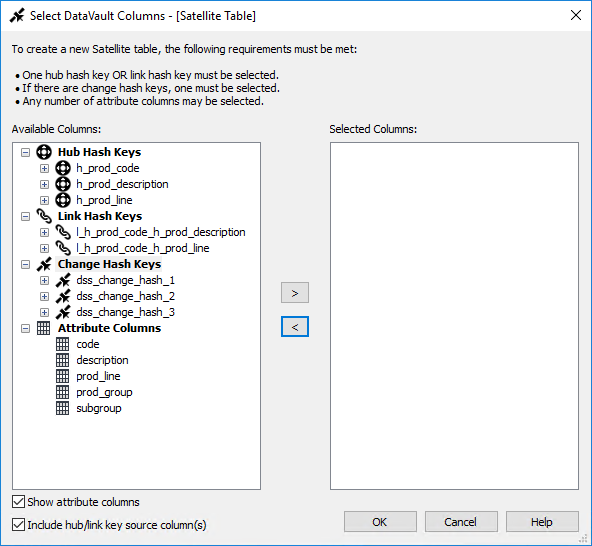 Select DataVault Columns - [Satellite Table]
To create a new Satellite table, the following requirements must be met:
• One hub hash key OR link hash key must be selected.
• If there are change hash keys, one must be selected.
• Any number of attribute columns may be selected.
Available Columns:
Selected Columns:
Hub Hash Keys
h_prod_code
h_prod_description
h_prod_line
Link Hash Keys
l_h_prod_code_h_prod_description
l_h_prod_code_h_prod_line
Change Hash Keys
dss_change_hash_1
dss_change_hash_2
dss_change_hash_3
Attribute Columns
code
description
prod_line
prod_group
subgroup
>
<
Show attribute columns
Include hub/link key source column(s)
OK
Cancel
Help